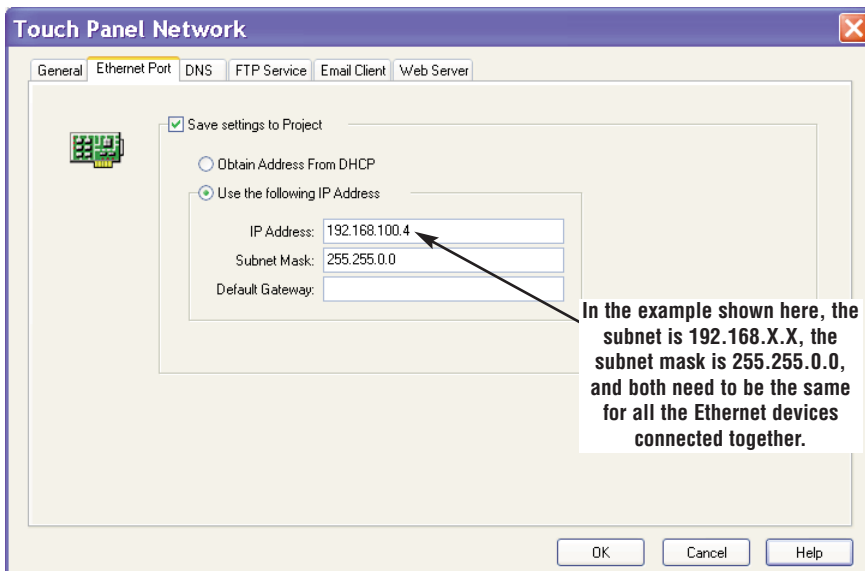 Touch Panel Network
General Ethernet Port DNS FTP Service Email Client Web Server
Save settings to Project
Obtain Address From DHCP
Use the following IP Address
IP Address: 192.168.100.4
Subnet Mask: 255.255.0.0
Default Gateway:
In the example shown here, the
subnet is 192.168.X.X, the
subnet mask is 255.255.0.0,
and both need to be the same
for all the Ethernet devices
connected together.
OK Cancel Help